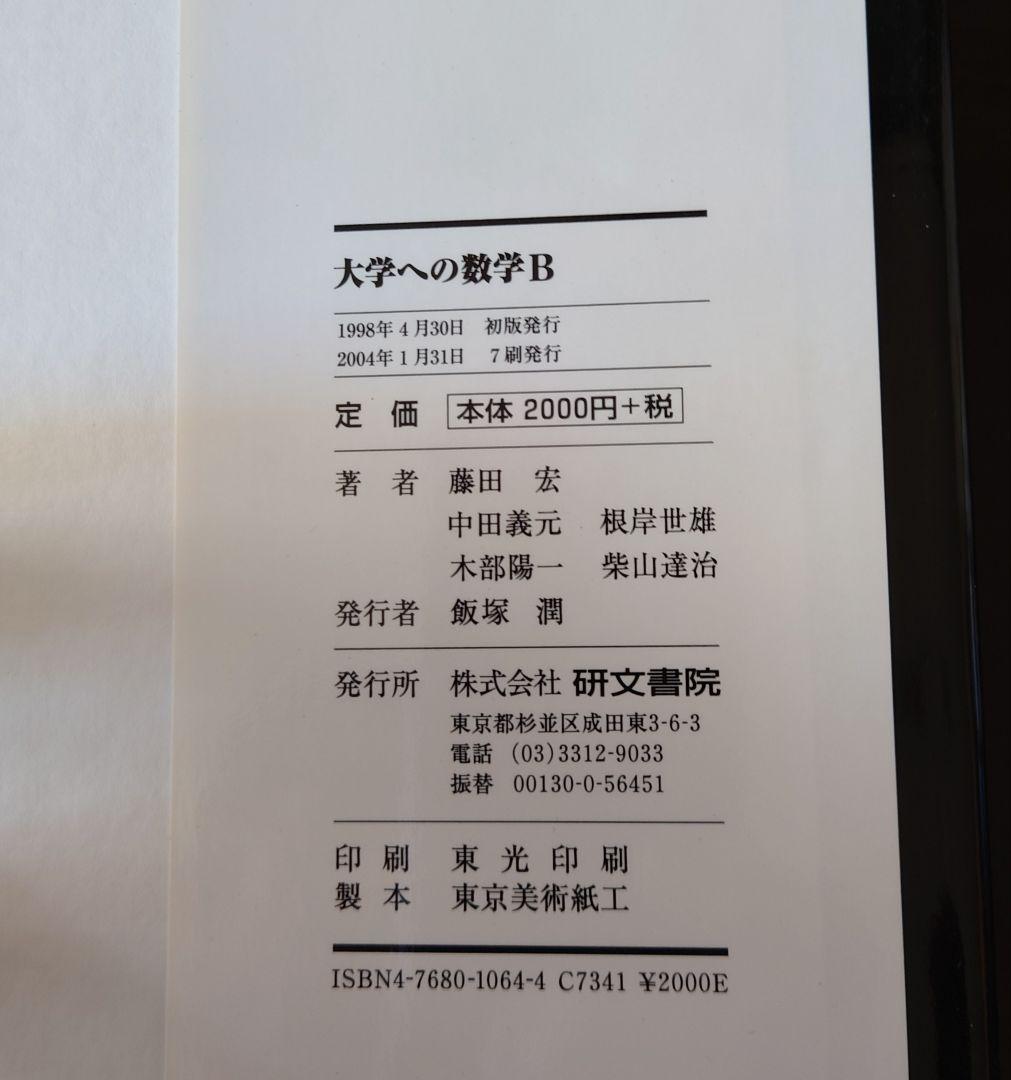 大学への数学B
1998年4月30日 初版発行
2004年1月31日 7刷発行
定 価 本体 2000円+税
著 者 藤田 宏
中田義元 根岸世雄
木部陽一 柴山達治
発行者 飯塚 潤
発行所 株式会社 研文書院
東京都杉並区成田東3-6-3
電話 (03)3312-9033
振替 00130-0-56451
印 刷 東 光 印 刷
製 本 東京美術紙工
ISBN4-7680-1064-4 C7341 ¥2000E